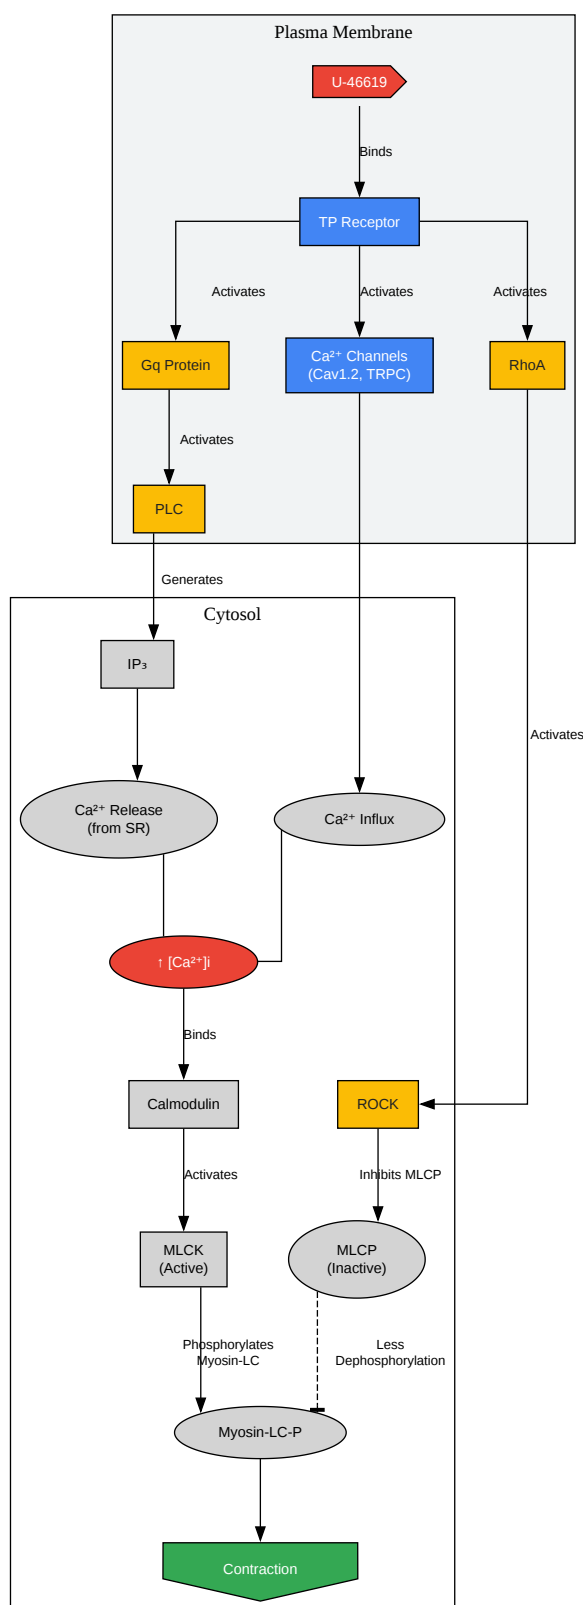 Plasma Membrane
U-46619
Binds
TP Receptor
Activates
Activates
Activates
Gq Protein
Ca²⁺ Channels
(Cav1.2, TRPC)
RhoA
Activates
PLC
Generates
Cytosol
IP₃
Activates
Ca²⁺ Release
(from SR)
Ca²⁺ Influx
↑ [Ca²⁺]i
Binds
Calmodulin
ROCK
Activates
Inhibits MLCP
MLCK
(Active)
MLCP
(Inactive)
Phosphorylates
Myosin-LC
Less
Dephosphorylation
Myosin-LC-P
Contraction